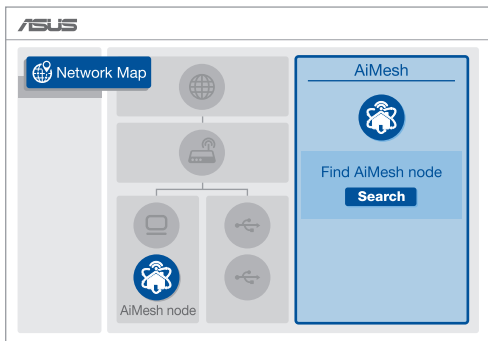 ASUS
Network Map
AiMesh
Find AiMesh node
Search
AiMesh node